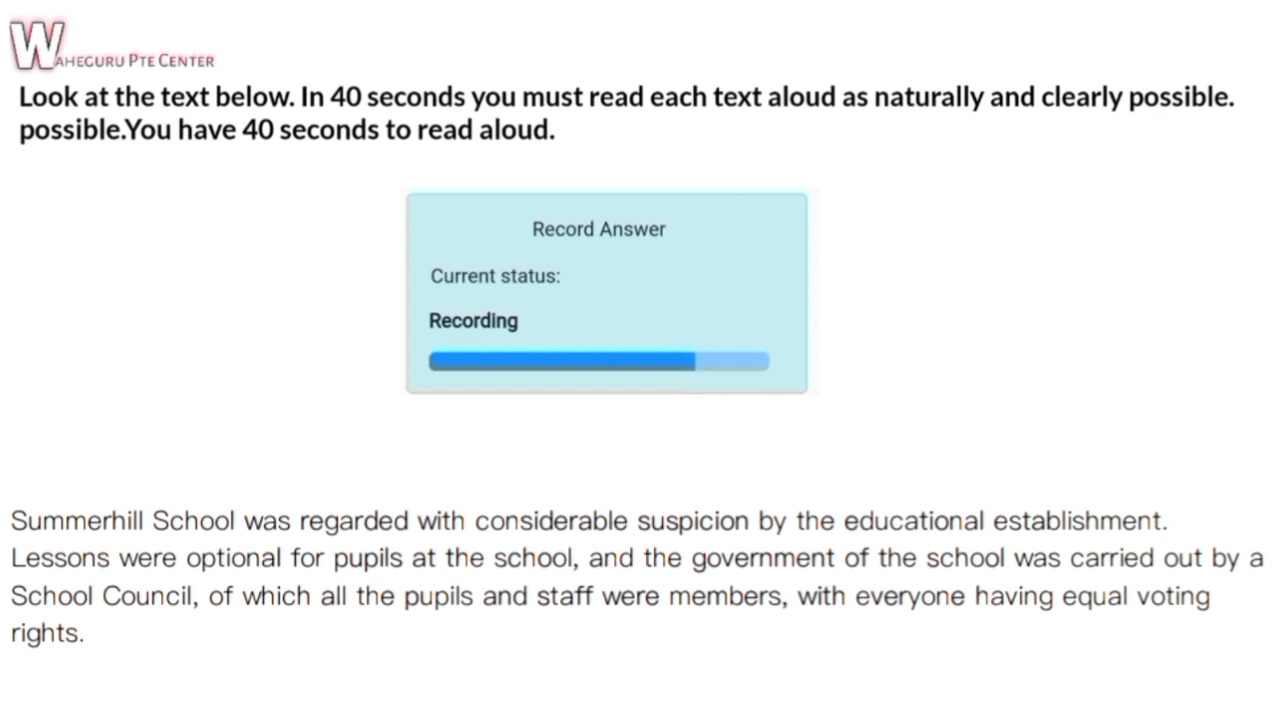 WAHEGURU PTE CENTER
Look at the text below. In 40 seconds you must read each text aloud as naturally and clearly possible.
possible.You have 40 seconds to read aloud.
Record Answer
Current status:
Recording
Summerhill School was regarded with considerable suspicion by the educational establishment.
Lessons were optional for pupils at the school, and the government of the school was carried out by a
School Council, of which all the pupils and staff were members, with everyone having equal voting
rights.